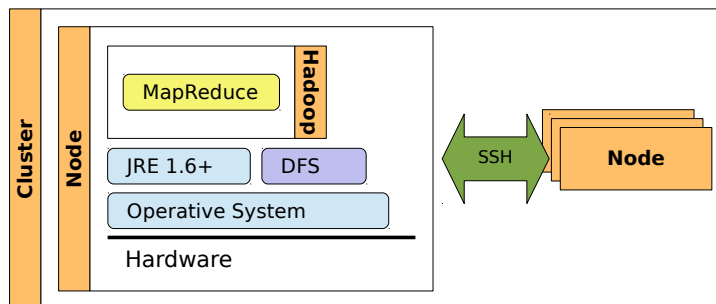 Cluster
Node
Hadoop
MapReduce
JRE 1.6+
DFS
Operative System
Hardware
SSH
Node